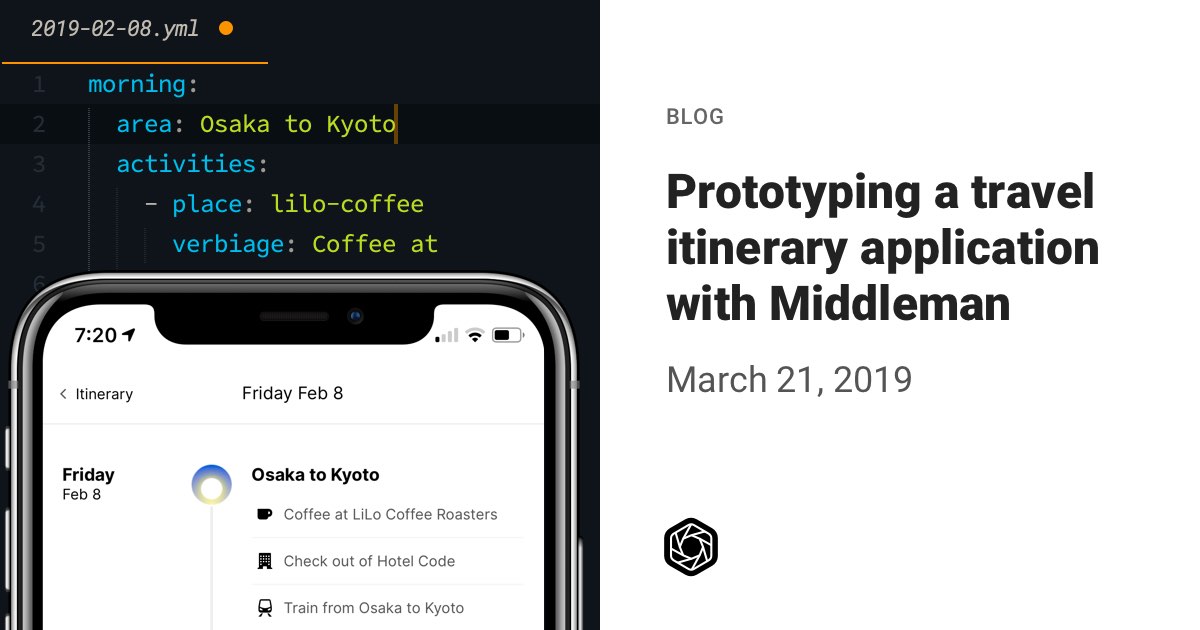 2019-02-08.yml
1 morning:
2 area: Osaka to Kyoto
3 activities:
4 - place: lilo-coffee
5 verbiage: Coffee at
6
7:20
Itinerary
Friday Feb 8
Friday
Feb 8
Osaka to Kyoto
Coffee at LiLo Coffee Roasters
Check out of Hotel Code
Train from Osaka to Kyoto
BLOG
Prototyping a travel
itinerary application
with Middleman
March 21, 2019